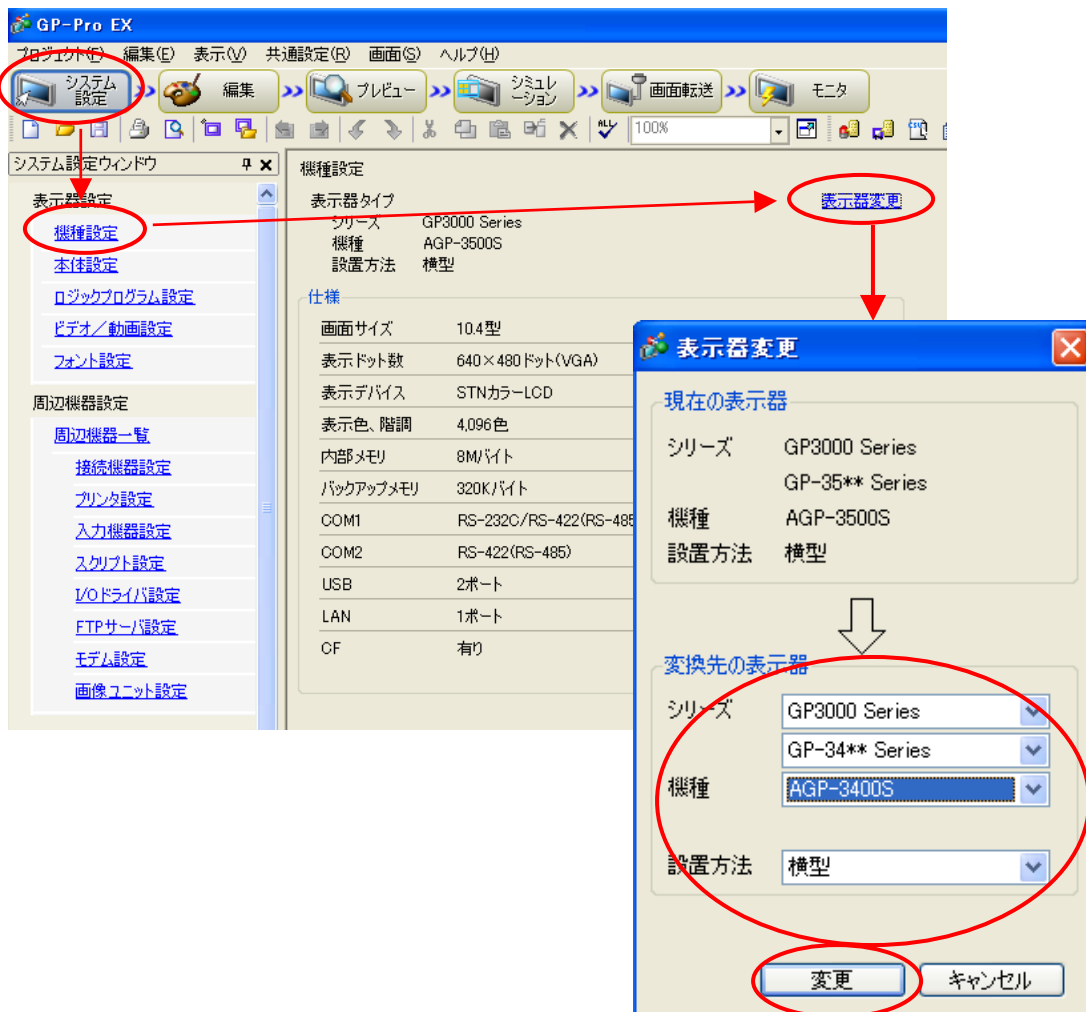 GP-Pro EX
プロジェクト(F) 編集(E) 表示(V) 共通設定(R) 画面(S) ヘルプ(H)
システム設定 編集 プレビュー シミュレーション 画面転送 モニタ
100%
システム設定ウィンドウ
表示器設定
機種設定
本体設定
ロジックプログラム設定
ビデオ／動画設定
フォント設定
周辺機器設定
周辺機器一覧
接続機器設定
プリンタ設定
入力機器設定
スクリプト設定
I/Oドライバ設定
FTPサーバ設定
モデム設定
画像ユニット設定
機種設定
表示器タイプ 表示器変更
シリーズ GP3000 Series
機種 AGP-3500S
設置方法 横型
仕様
画面サイズ 10.4型
表示ドット数 640×480ドット(VGA)
表示デバイス STNカラーLCD
表示色、階調 4,096色
内部メモリ 8Mバイト
バックアップメモリ 320Kバイト
COM1 RS-232C/RS-422(RS-485
COM2 RS-422(RS-485)
USB 2ポート
LAN 1ポート
CF 有り
表示器変更
現在の表示器
シリーズ GP3000 Series
GP-35** Series
機種 AGP-3500S
設置方法 横型
変換先の表示器
シリーズ GP3000 Series
GP-34** Series
機種 AGP-3400S
設置方法 横型
変更 キャンセル